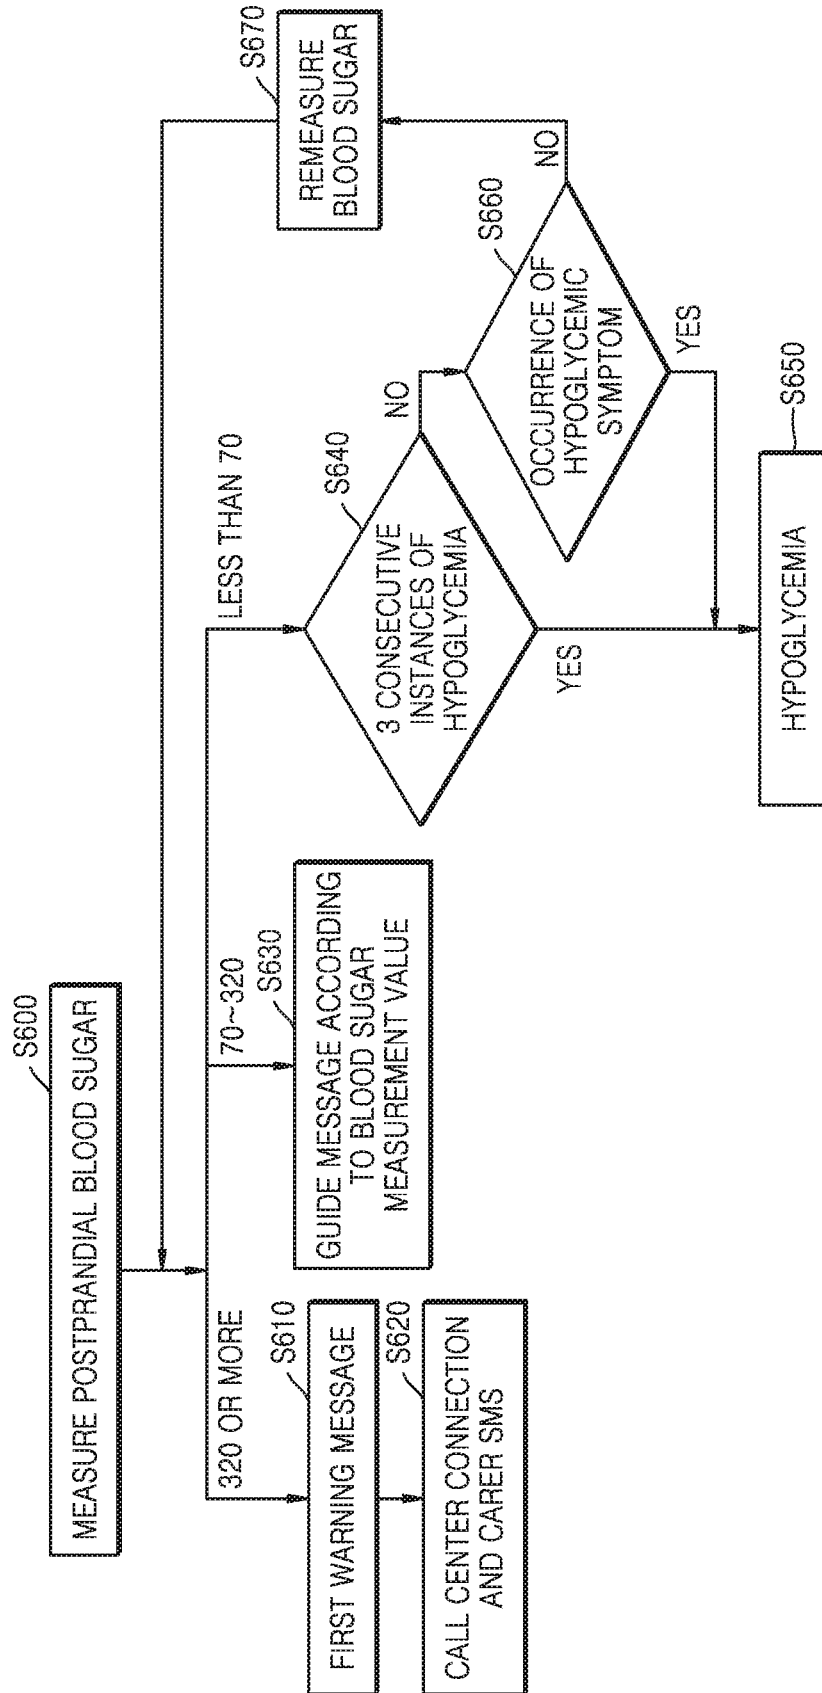 S600
MEASURE POSTPRANDIAL BLOOD SUGAR
320 OR MORE
S610
FIRST WARNING MESSAGE
S620
CALL CENTER CONNECTION
AND CARER SMS
70~320
S630
GUIDE MESSAGE ACCORDING
TO BLOOD SUGAR
MEASUREMENT VALUE
LESS THAN 70
S640
3 CONSECUTIVE
INSTANCES OF
HYPOGLYCEMIA
NO
YES
S660
OCCURRENCE OF
HYPOGLYCEMIC
SYMPTOM
NO
YES
S670
REMEASURE
BLOOD SUGAR
S650
HYPOGLYCEMIA